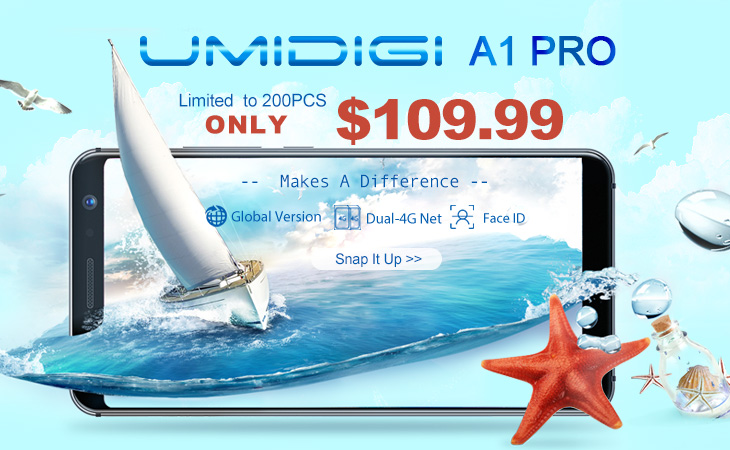 UMIDIGI A1 PRO
Limited to 200PCS
ONLY $109.99
-- Makes A Difference --
Global Version Dual-4G Net Face ID
Snap It Up >>